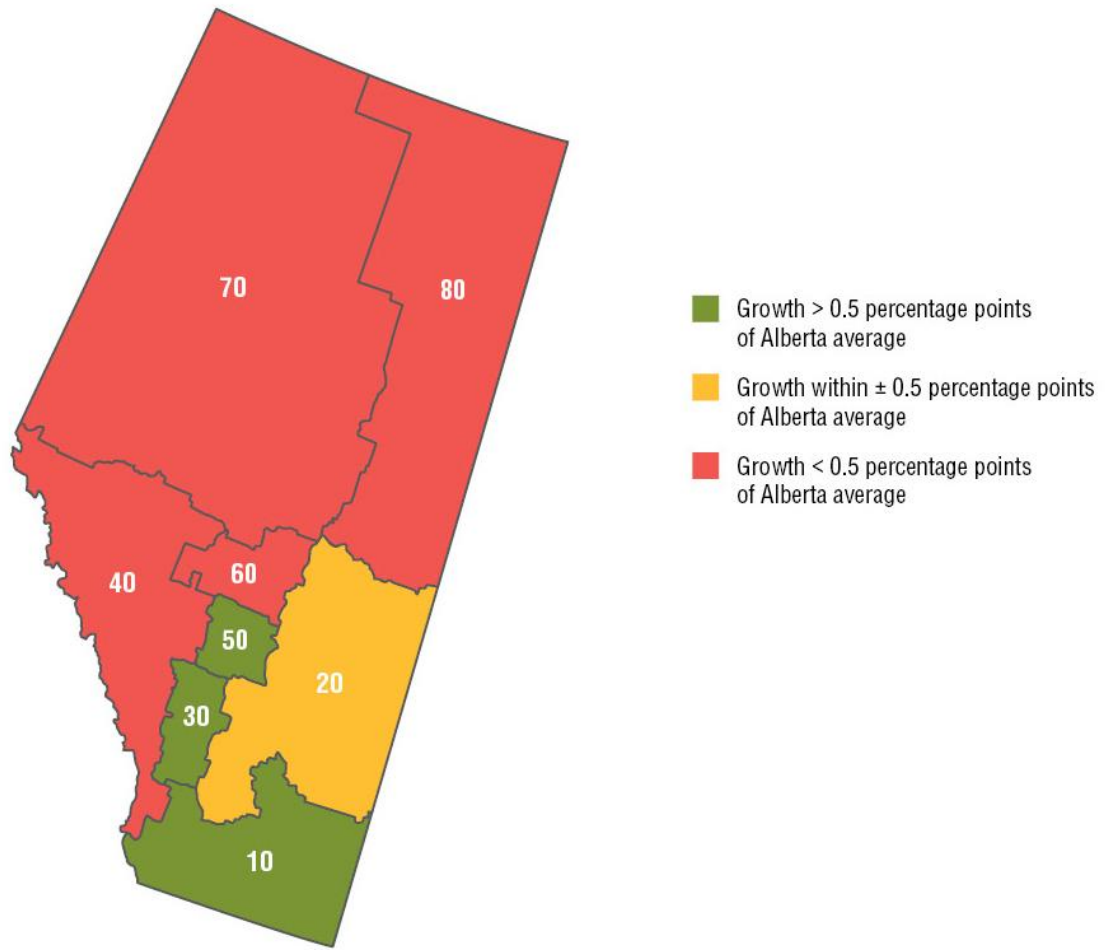 70
80
Growth > 0.5 percentage points
of Alberta average
Growth within ± 0.5 percentage points
of Alberta average
Growth < 0.5 percentage points
of Alberta average
40
60
50
20
30
10